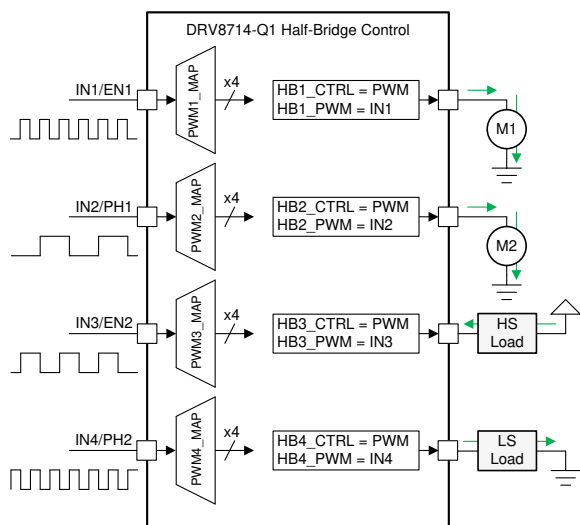 DRV8714-Q1 Half-Bridge Control
IN1/EN1
PWM1_MAP
x4
HB1_CTRL = PWM
HB1_PWM = IN1
M1
IN2/PH1
PWM2_MAP
x4
HB2_CTRL = PWM
HB2_PWM = IN2
M2
IN3/EN2
PWM3_MAP
x4
HB3_CTRL = PWM
HB3_PWM = IN3
HS
Load
IN4/PH2
PWM4_MAP
x4
HB4_CTRL = PWM
HB4_PWM = IN4
LS
Load